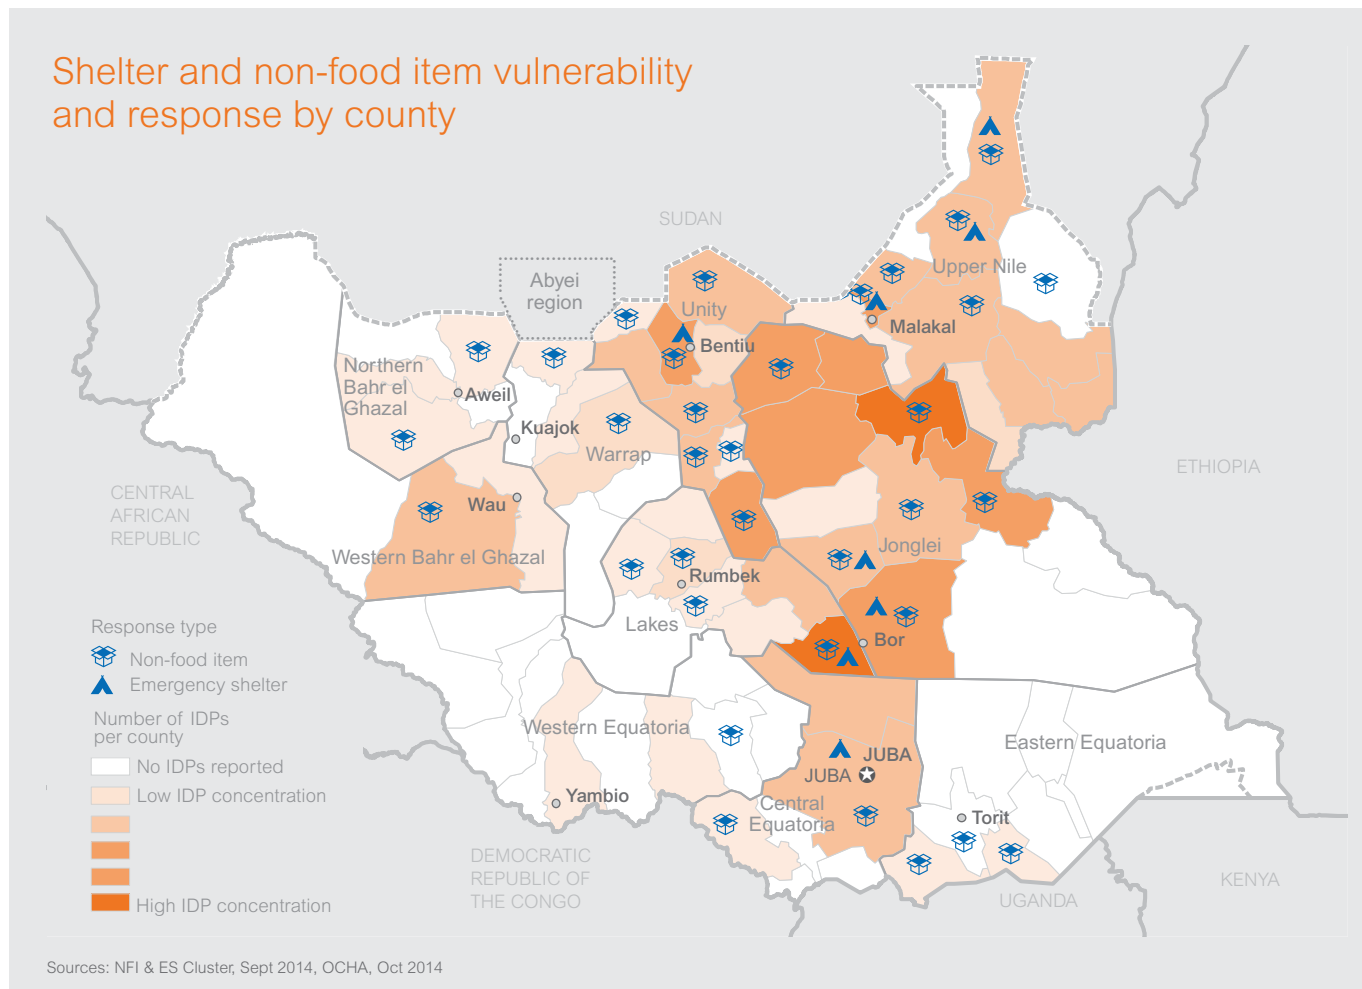 Shelter and non-food item vulnerability
and response by county
SUDAN
Abyei
region
Upper Nile
Unity
Malakal
Bentiu
Northern
Bahr el
Ghazal
Aweil
Kuajok
Warrap
ETHIOPIA
CENTRAL
AFRICAN
REPUBLIC
Wau
Western Bahr el Ghazal
Jonglei
Rumbek
Lakes
Bor
Response type
Non-food item
Emergency shelter
Number of IDPs
per county
No IDPs reported
Low IDP concentration
High IDP concentration
Western Equatoria
Eastern Equatoria
JUBA
JUBA
Yambio
Central
Equatoria
Torit
DEMOCRATIC
REPUBLIC OF
THE CONGO
KENYA
UGANDA
Sources: NFI & ES Cluster, Sept 2014, OCHA, Oct 2014